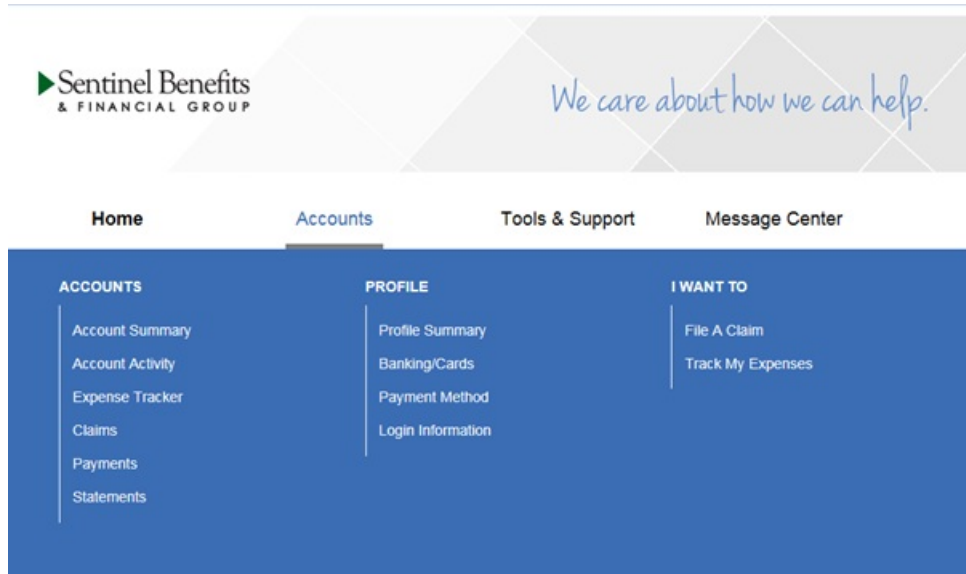 Sentinel Benefits
& FINANCIAL GROUP
We care about how we can help.
Home Accounts Tools & Support Message Center
ACCOUNTS
Account Summary
Account Activity
Expense Tracker
Claims
Payments
Statements
PROFILE
Profile Summary
Banking/Cards
Payment Method
Login Information
I WANT TO
File A Claim
Track My Expenses